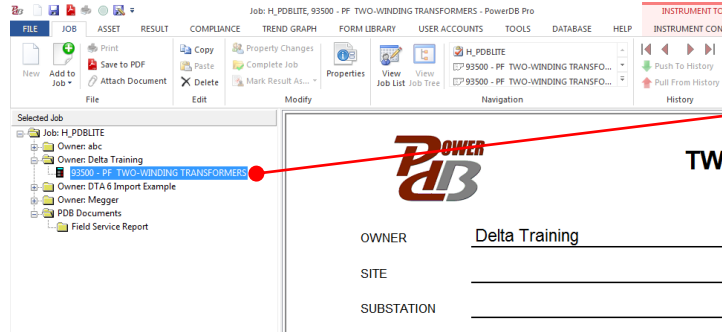 Job: H_PDBLITE, 93500 - PF  TWO-WINDING TRANSFORMERS - PowerDB Pro
INSTRUMENT TO
FILE JOB ASSET RESULT COMPLIANCE TREND GRAPH FORM LIBRARY USER ACCOUNTS TOOLS DATABASE HELP INSTRUMENT CON
New
Add to
Job
Print
Save to PDF
Attach Document
File
Copy
Paste
Delete
Edit
Property Changes
Complete Job
Mark Result As...
Properties
Modify
View
Job List
View
Job Tree
H_PDBLITE
93500 - PF  TWO-WINDING TRANSFO...
93500 - PF  TWO-WINDING TRANSFO...
Navigation
Push To History
Pull From History
History
Selected Job
Job: H_PDBLITE
Owner: abc
Owner: Delta Training
93500 - PF  TWO-WINDING TRANSFORMERS
Owner: DTA 6 Import Example
Owner: Megger
PDB Documents
Field Service Report
POWER
dB
TW
OWNER Delta Training
SITE
SUBSTATION